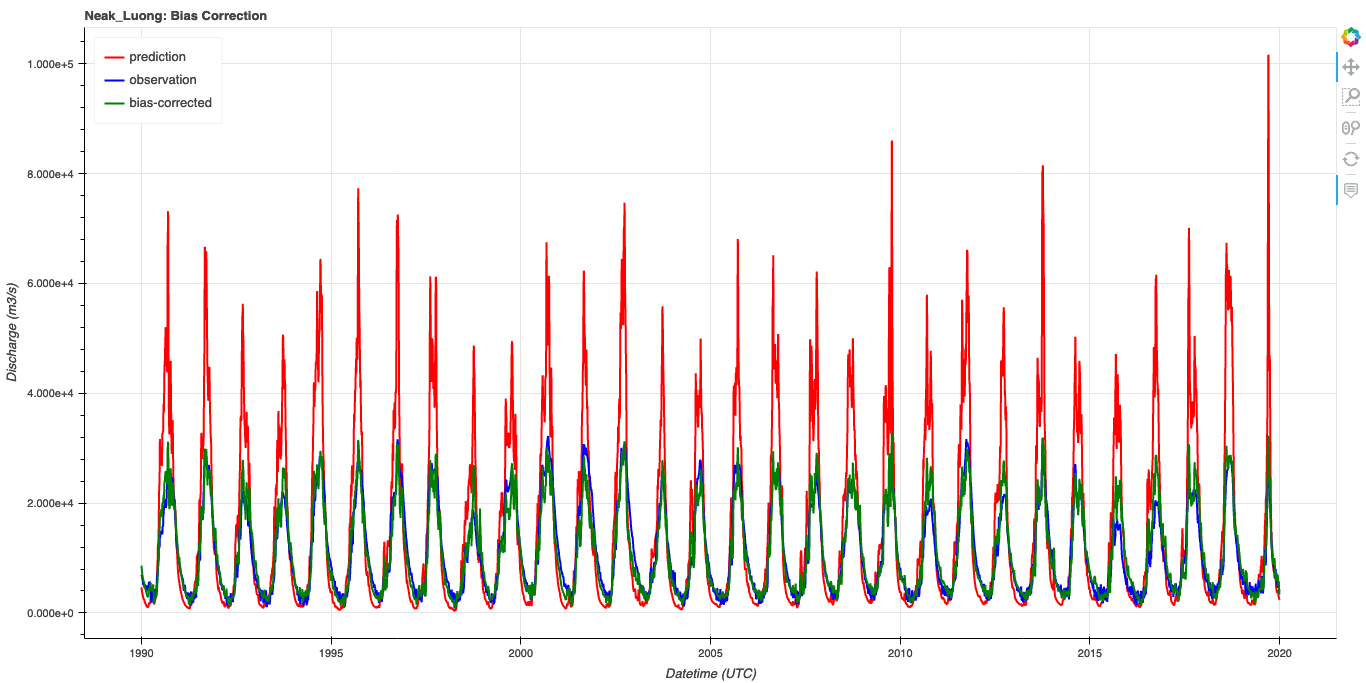 Neak_Luong: Bias Correction
prediction
observation
bias-corrected
1.000e+5
8.000e+4
6.000e+4
4.000e+4
2.000e+4
0.000e+0
Discharge (m3/s)
1990 1995 2000 2005 2010 2015 2020
Datetime (UTC)